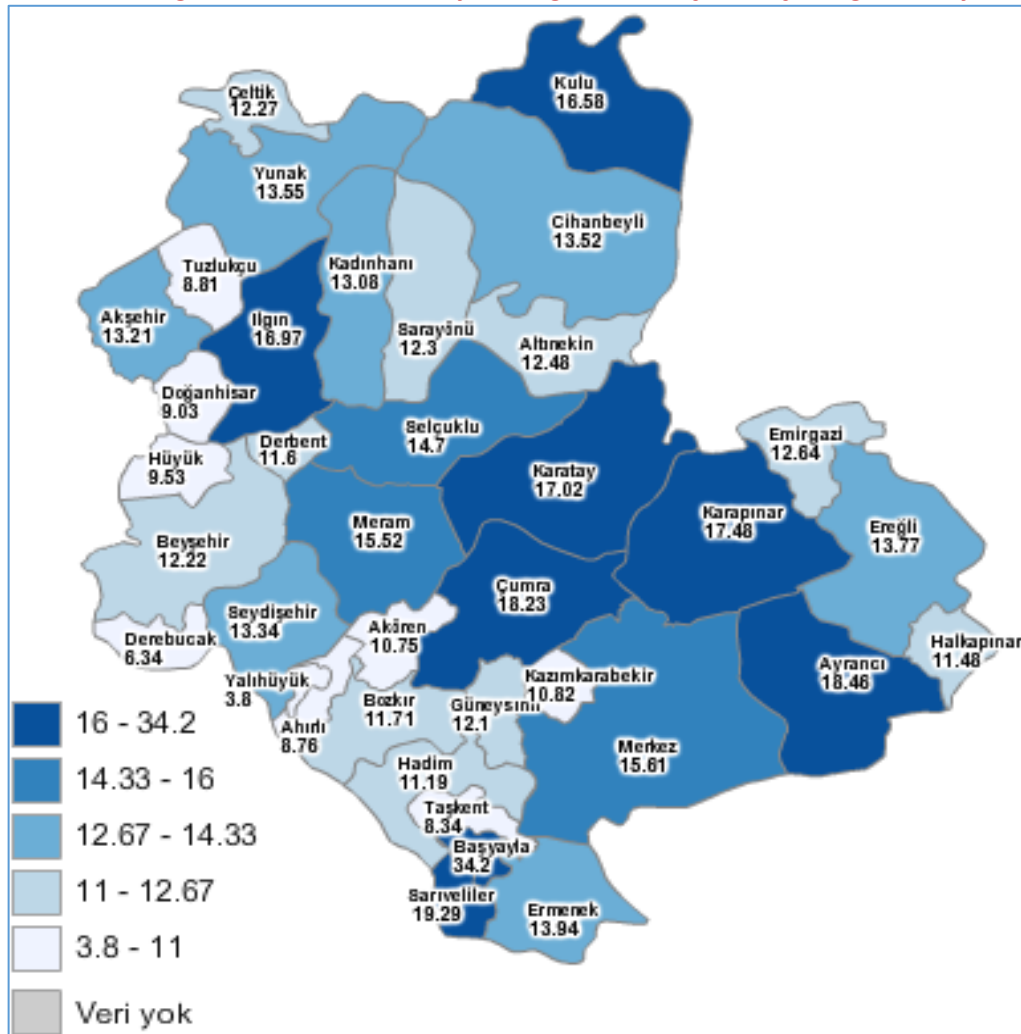 Kulu
16.58
Çeltik
12.27
Yunak
13.55
Cihanbeyli
13.52
Tuzlukçu
8.81
Kadınhanı
13.08
Akşehir
13.21
Ilgın
16.97
Sarayönü
12.3
Altınekin
12.48
Doğanhisar
9.03
Selçuklu
14.7
Derbent
11.6
Emirgazi
12.64
Hüyük
9.53
Karatay
17.02
Karapınar
17.48
Meram
15.52
Ereğli
13.77
Beyşehir
12.22
Çumra
18.23
Seydişehir
13.34
Akören
10.75
Derebucak
6.34
Halkapınar
11.48
Ayrancı
18.46
Yalıhüyük
3.8
Kazımkarabekir
10.82
Bozkır
11.71
Güneysınır
12.1
Ahırlı
8.76
Merkez
15.61
Hadim
11.19
Taşkent
8.34
Başyayla
34.2
Sarıveliler
19.29
Ermenek
13.94
16 - 34.2
14.33 - 16
12.67 - 14.33
11 - 12.67
3.8 - 11
Veri yok